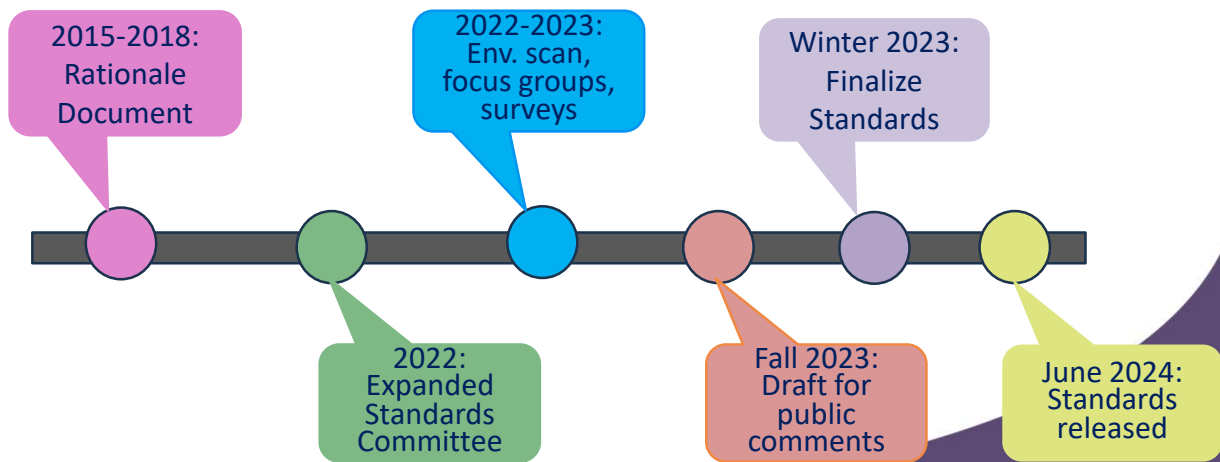 2015-2018:
Rationale
Document
2022:
Expanded
Standards
Committee
2022-2023:
Env. scan,
focus groups,
surveys
Fall 2023:
Draft for
public
comments
Winter 2023:
Finalize
Standards
June 2024:
Standards
released